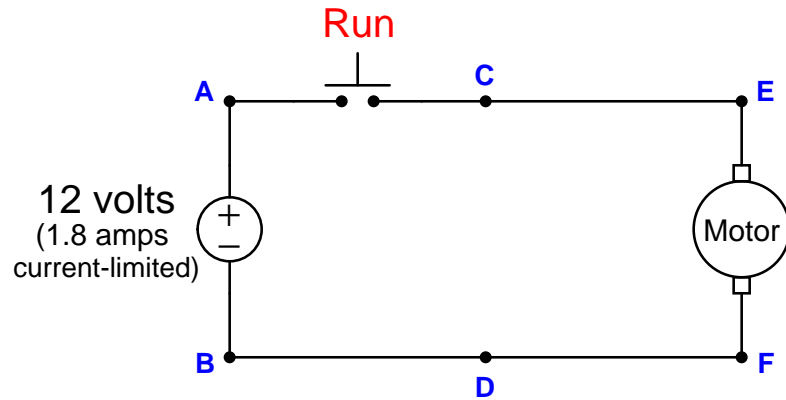 Run
A
C
E
12 volts
(1.8 amps
current-limited)
+
−
Motor
B
D
F